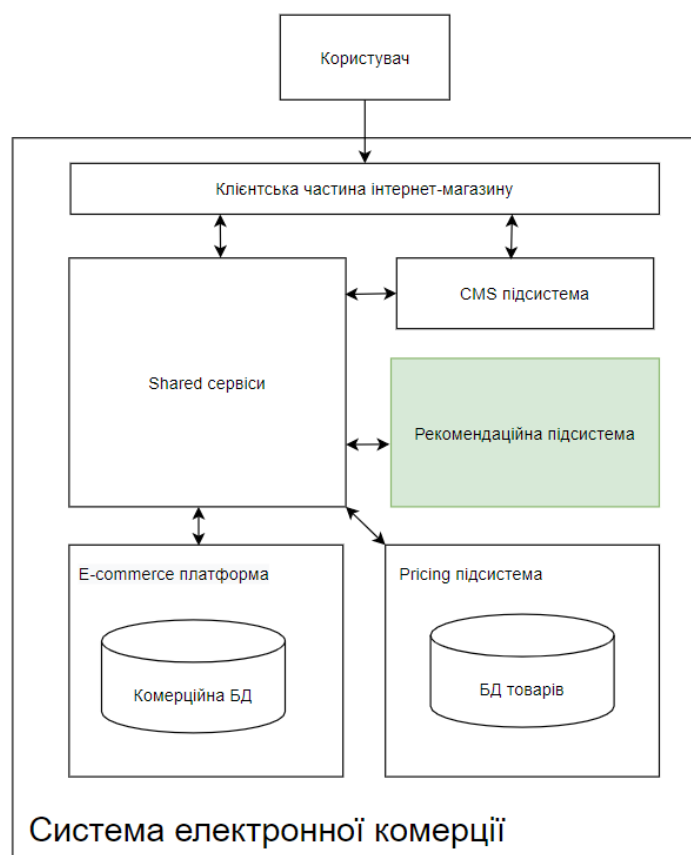 Користувач
Клієнтська частина інтернет-магазину
CMS підсистема
Shared сервіси
Рекомендаційна підсистема
E-commerce платформа
Pricing підсистема
Комерційна БД
БД товарів
Система електронної комерції